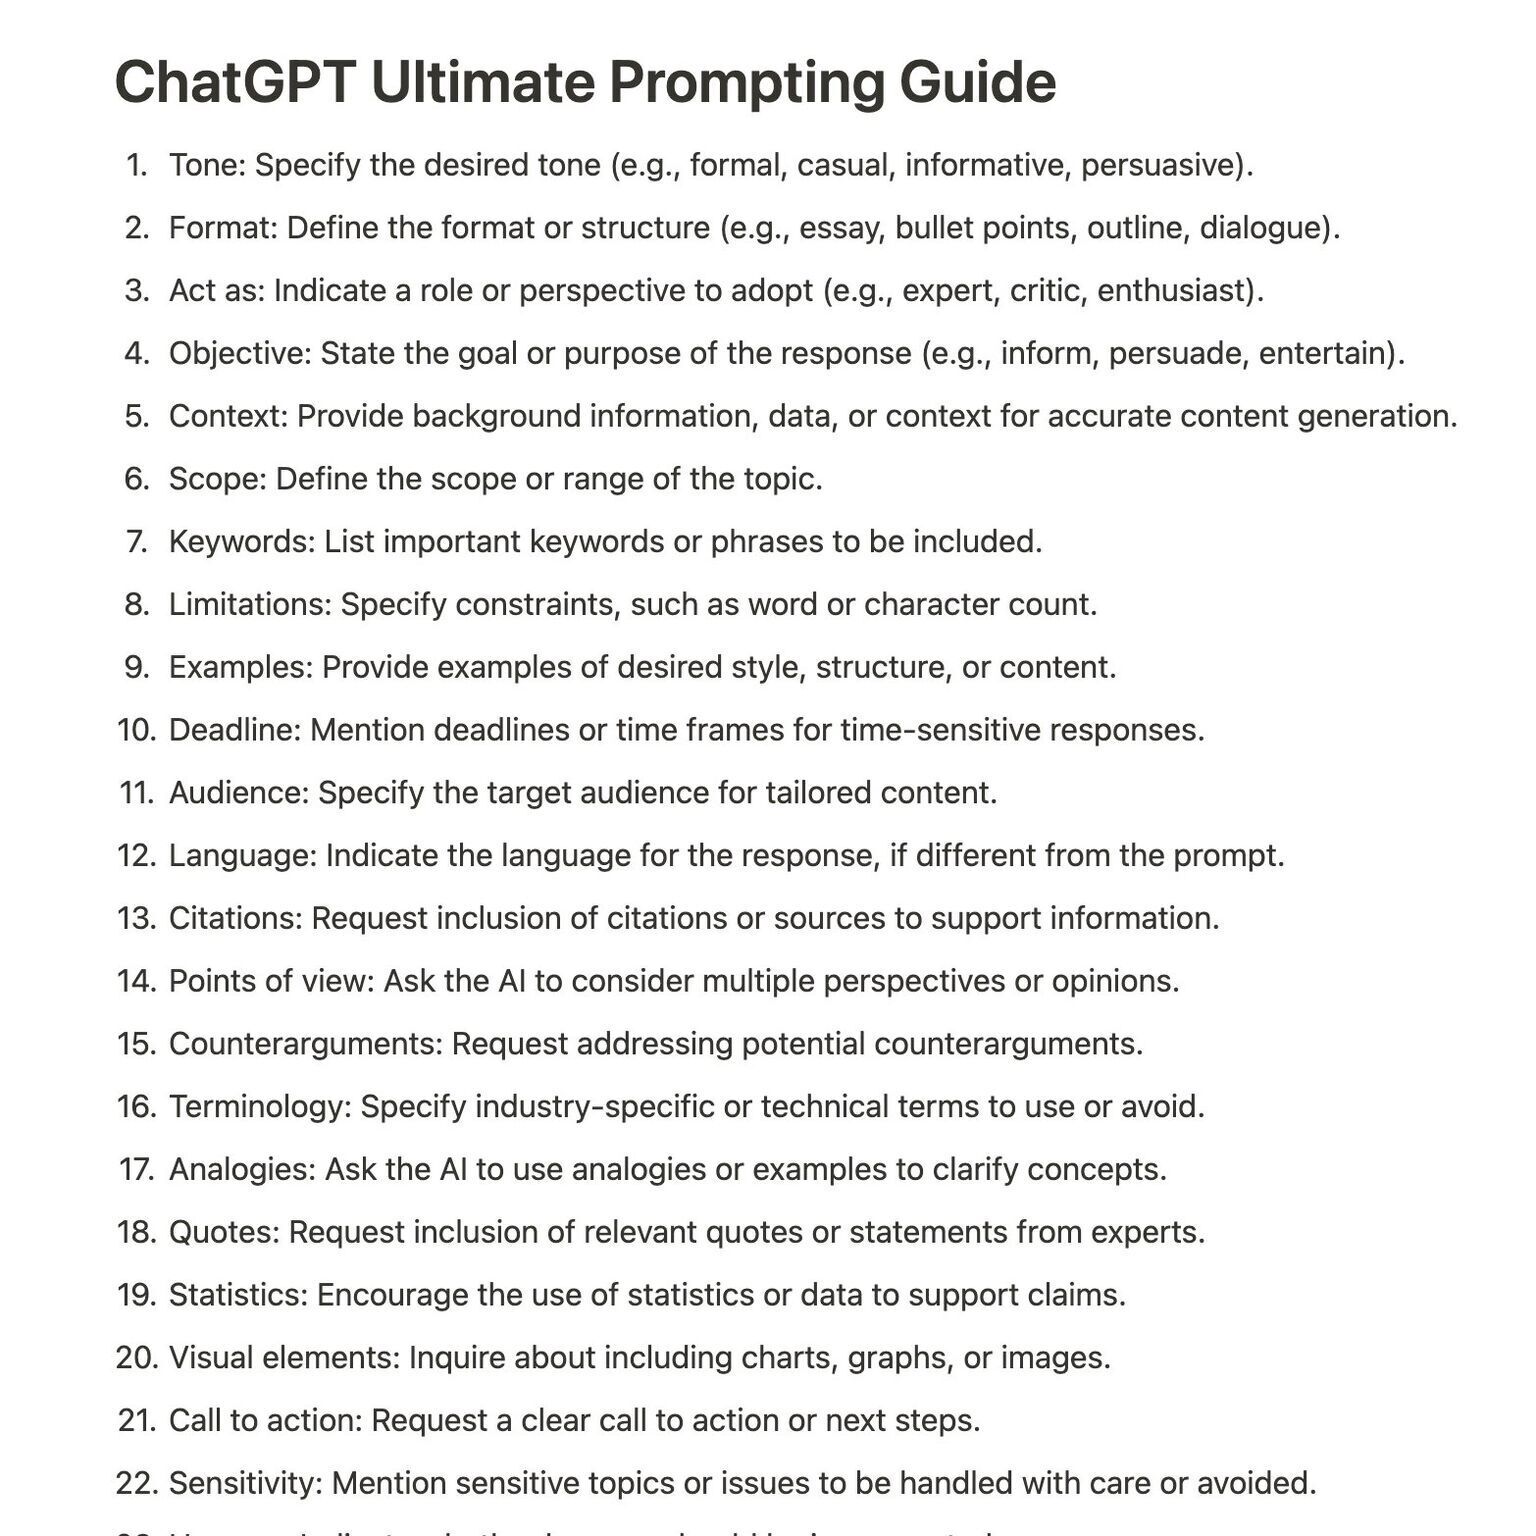 ChatGPT Ultimate Prompting Guide
1. Tone: Specify the desired tone (e.g., formal, casual, informative, persuasive).
2. Format: Define the format or structure (e.g., essay, bullet points, outline, dialogue).
3. Act as: Indicate a role or perspective to adopt (e.g., expert, critic, enthusiast).
4. Objective: State the goal or purpose of the response (e.g., inform, persuade, entertain).
5. Context: Provide background information, data, or context for accurate content generation.
6. Scope: Define the scope or range of the topic.
7. Keywords: List important keywords or phrases to be included.
8. Limitations: Specify constraints, such as word or character count.
9. Examples: Provide examples of desired style, structure, or content.
10. Deadline: Mention deadlines or time frames for time-sensitive responses.
11. Audience: Specify the target audience for tailored content.
12. Language: Indicate the language for the response, if different from the prompt.
13. Citations: Request inclusion of citations or sources to support information.
14. Points of view: Ask the AI to consider multiple perspectives or opinions.
15. Counterarguments: Request addressing potential counterarguments.
16. Terminology: Specify industry-specific or technical terms to use or avoid.
17. Analogies: Ask the AI to use analogies or examples to clarify concepts.
18. Quotes: Request inclusion of relevant quotes or statements from experts.
19. Statistics: Encourage the use of statistics or data to support claims.
20. Visual elements: Inquire about including charts, graphs, or images.
21. Call to action: Request a clear call to action or next steps.
22. Sensitivity: Mention sensitive topics or issues to be handled with care or avoided.